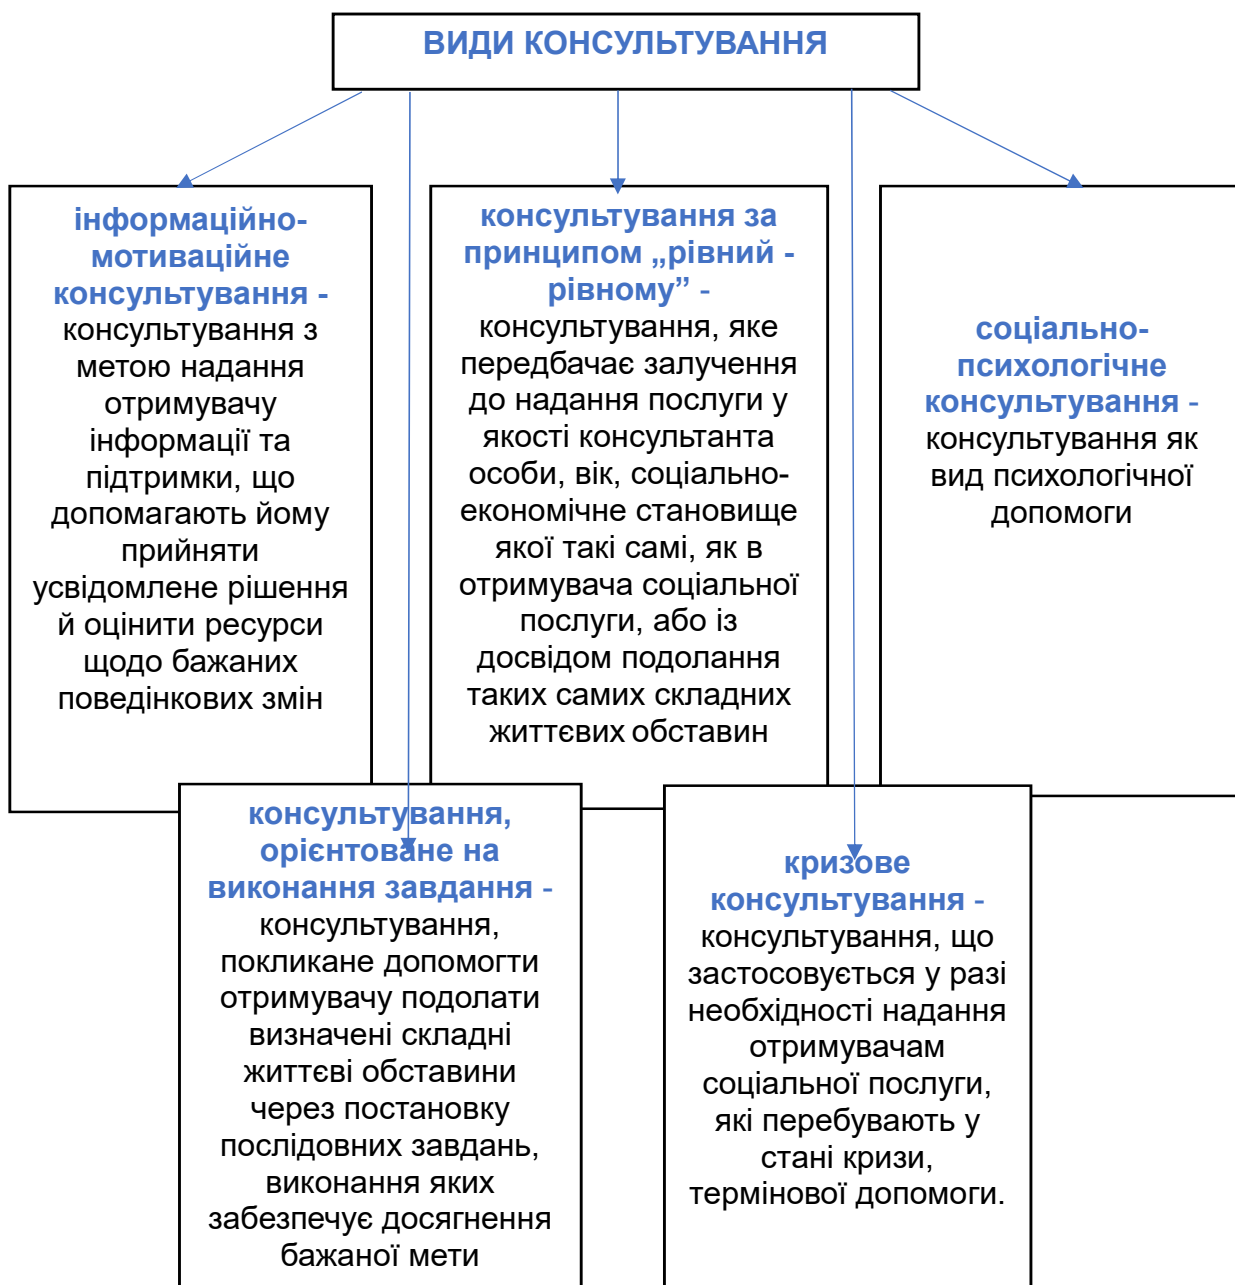 ВИДИ КОНСУЛЬТУВАННЯ
інформаційно-
мотиваційне
консультування -
консультування з
метою надання
отримувачу
інформації та
підтримки, що
допомагають йому
прийняти
усвідомлене рішення
й оцінити ресурси
щодо бажаних
поведінкових змін
консультування за
принципом „рівний -
рівному” -
консультування, яке
передбачає залучення
до надання послуги у
якості консультанта
особи, вік, соціально-
економічне становище
якої такі самі, як в
отримувача соціальної
послуги, або із
досвідом подолання
таких самих складних
життєвих обставин
соціально-
психологічне
консультування -
консультування як
вид психологічної
допомоги
консультування,
орієнтоване на
виконання завдання -
консультування,
покликане допомогти
отримувачу подолати
визначені складні
життєві обставини
через постановку
послідовних завдань,
виконання яких
забезпечує досягнення
бажаної мети
кризове
консультування -
консультування, що
застосовується у разі
необхідності надання
отримувачам
соціальної послуги,
які перебувають у
стані кризи,
термінової допомоги.